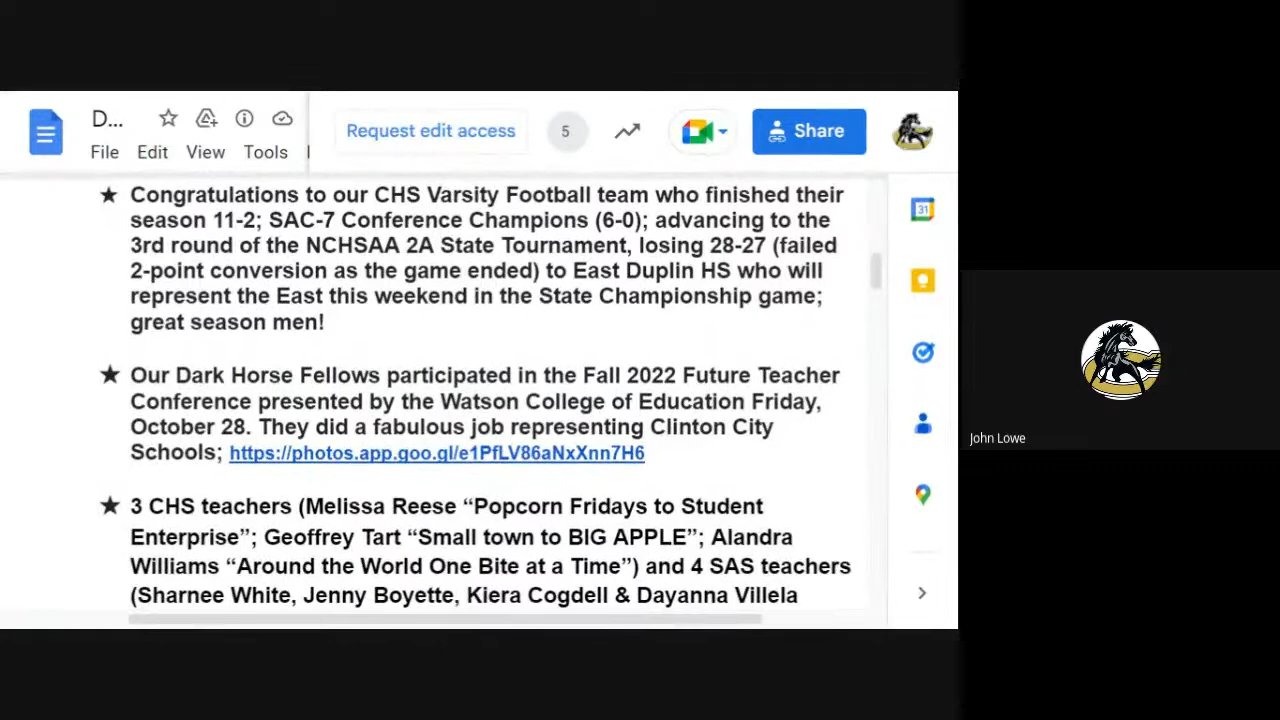 D...
Request edit access
5
Share
File Edit View Tools
★ Congratulations to our CHS Varsity Football team who finished their
season 11-2; SAC-7 Conference Champions (6-0); advancing to the
3rd round of the NCHSAA 2A State Tournament, losing 28-27 (failed
2-point conversion as the game ended) to East Duplin HS who will
represent the East this weekend in the State Championship game;
great season men!
★ Our Dark Horse Fellows participated in the Fall 2022 Future Teacher
Conference presented by the Watson College of Education Friday,
October 28. They did a fabulous job representing Clinton City
Schools; https://photos.app.goo.gl/e1PfLV86aNxXnn7H6
★ 3 CHS teachers (Melissa Reese “Popcorn Fridays to Student
Enterprise”; Geoffrey Tart “Small town to BIG APPLE”; Alandra
Williams “Around the World One Bite at a Time”) and 4 SAS teachers
(Sharnee White, Jenny Boyette, Kiera Cogdell & Dayanna Villela
31
John Lowe